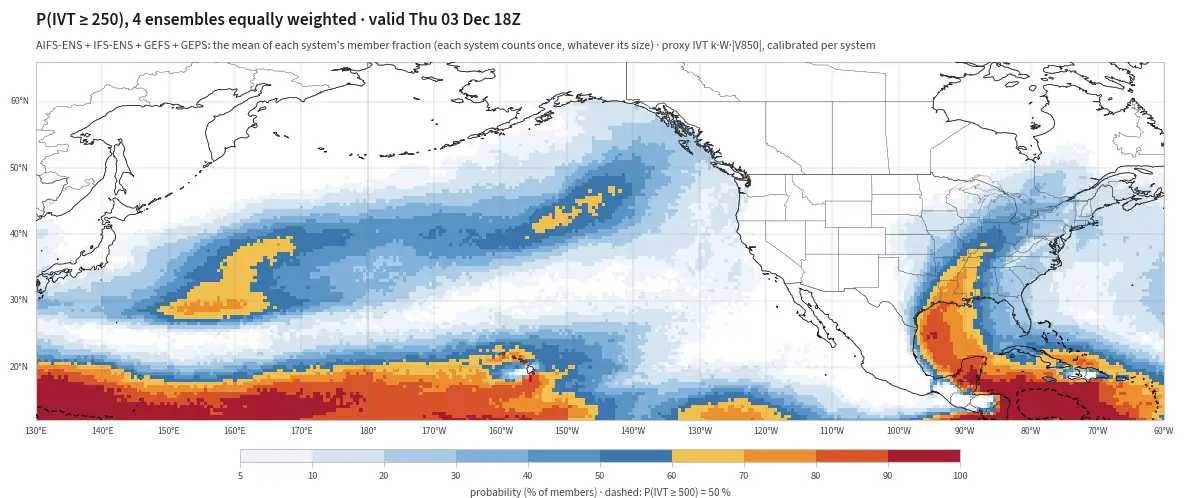 P(IVT ≥ 250), 4 ensembles equally weighted · valid Thu 03 Dec 18Z
AIFS-ENS + IFS-ENS + GEFS + GEPS: the mean of each system's member fraction (each system counts once, whatever its size) · proxy IVT k·W·|V850|, calibrated per system
60°N
50°N
40°N
30°N
20°N
130°E 140°E 150°E 160°E 170°E 180° 170°W 160°W 150°W 140°W 130°W 120°W 110°W 100°W 90°W 80°W 70°W 60°W
5 10 20 30 40 50 60 70 80 90 100
probability (% of members) · dashed: P(IVT ≥ 500) = 50 %